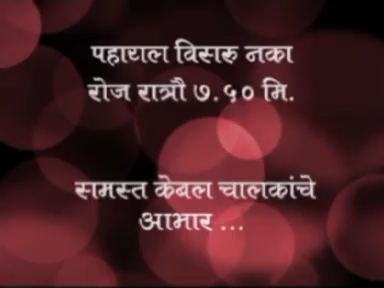 पहायला विसरु नका
रोज रात्रौ ७.५० मि.
समस्त केबल चालकांचे
आभार ...